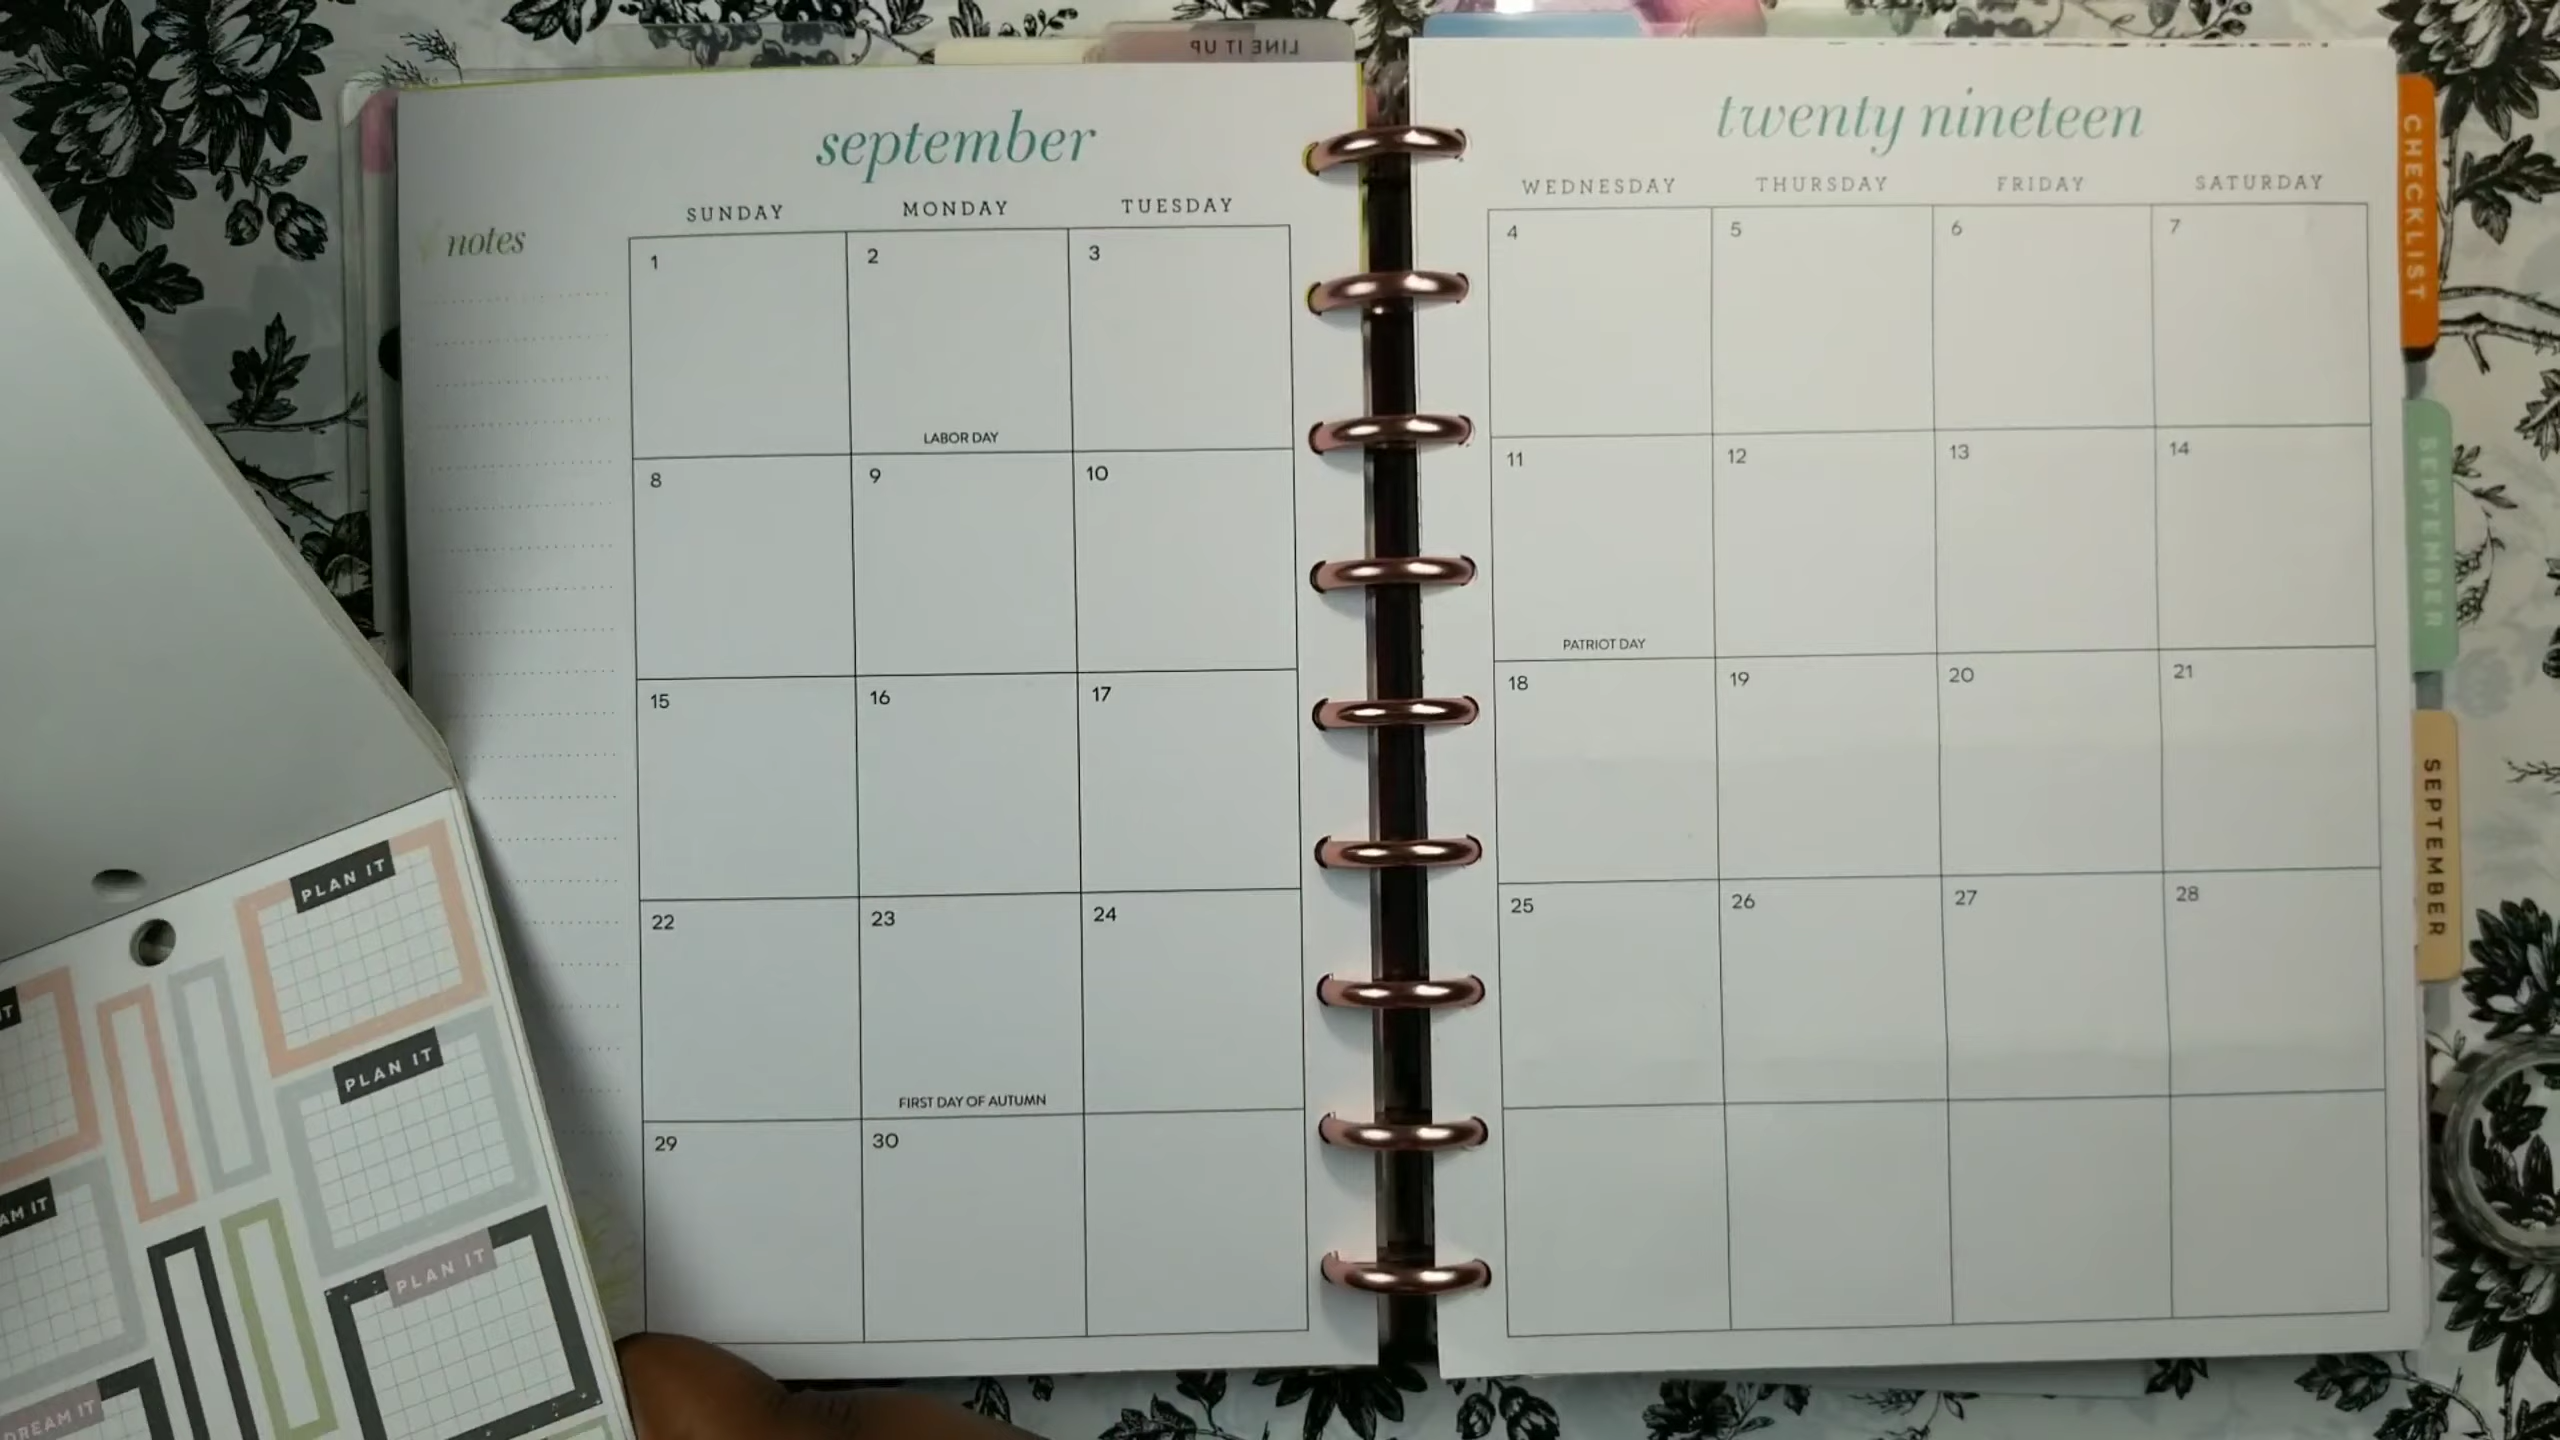 LINE IT UP
september
twenty nineteen
notes
SUNDAY MONDAY TUESDAY
WEDNESDAY THURSDAY FRIDAY SATURDAY
1 2 3
4 5 6 7
LABOR DAY
8 9 10
11 12 13 14
PATRIOT DAY
15 16 17
18 19 20 21
22 23 24
25 26 27 28
FIRST DAY OF AUTUMN
29 30
CHECKLIST
SEPTEMBER
SEPTEMBER
PLAN IT
PLAN IT
PLAN IT
DREAM IT